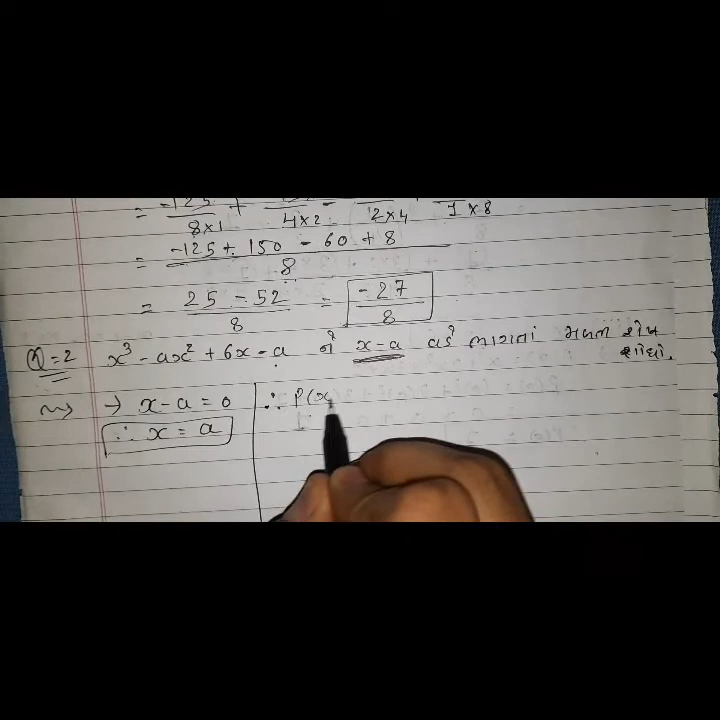 = -125/8×1 + /4×2 - /2×4 + /1×8
= -125 + 150 - 60 + 8 / 8
= 25 - 52 / 8 = -27 / 8
Q=2 x³ - ax² + 6x - a ને x-a વડે ભાગતાં મળતી શેષ
શોધો.
→ x - a = 0 ∴ P(x
∴ x = a